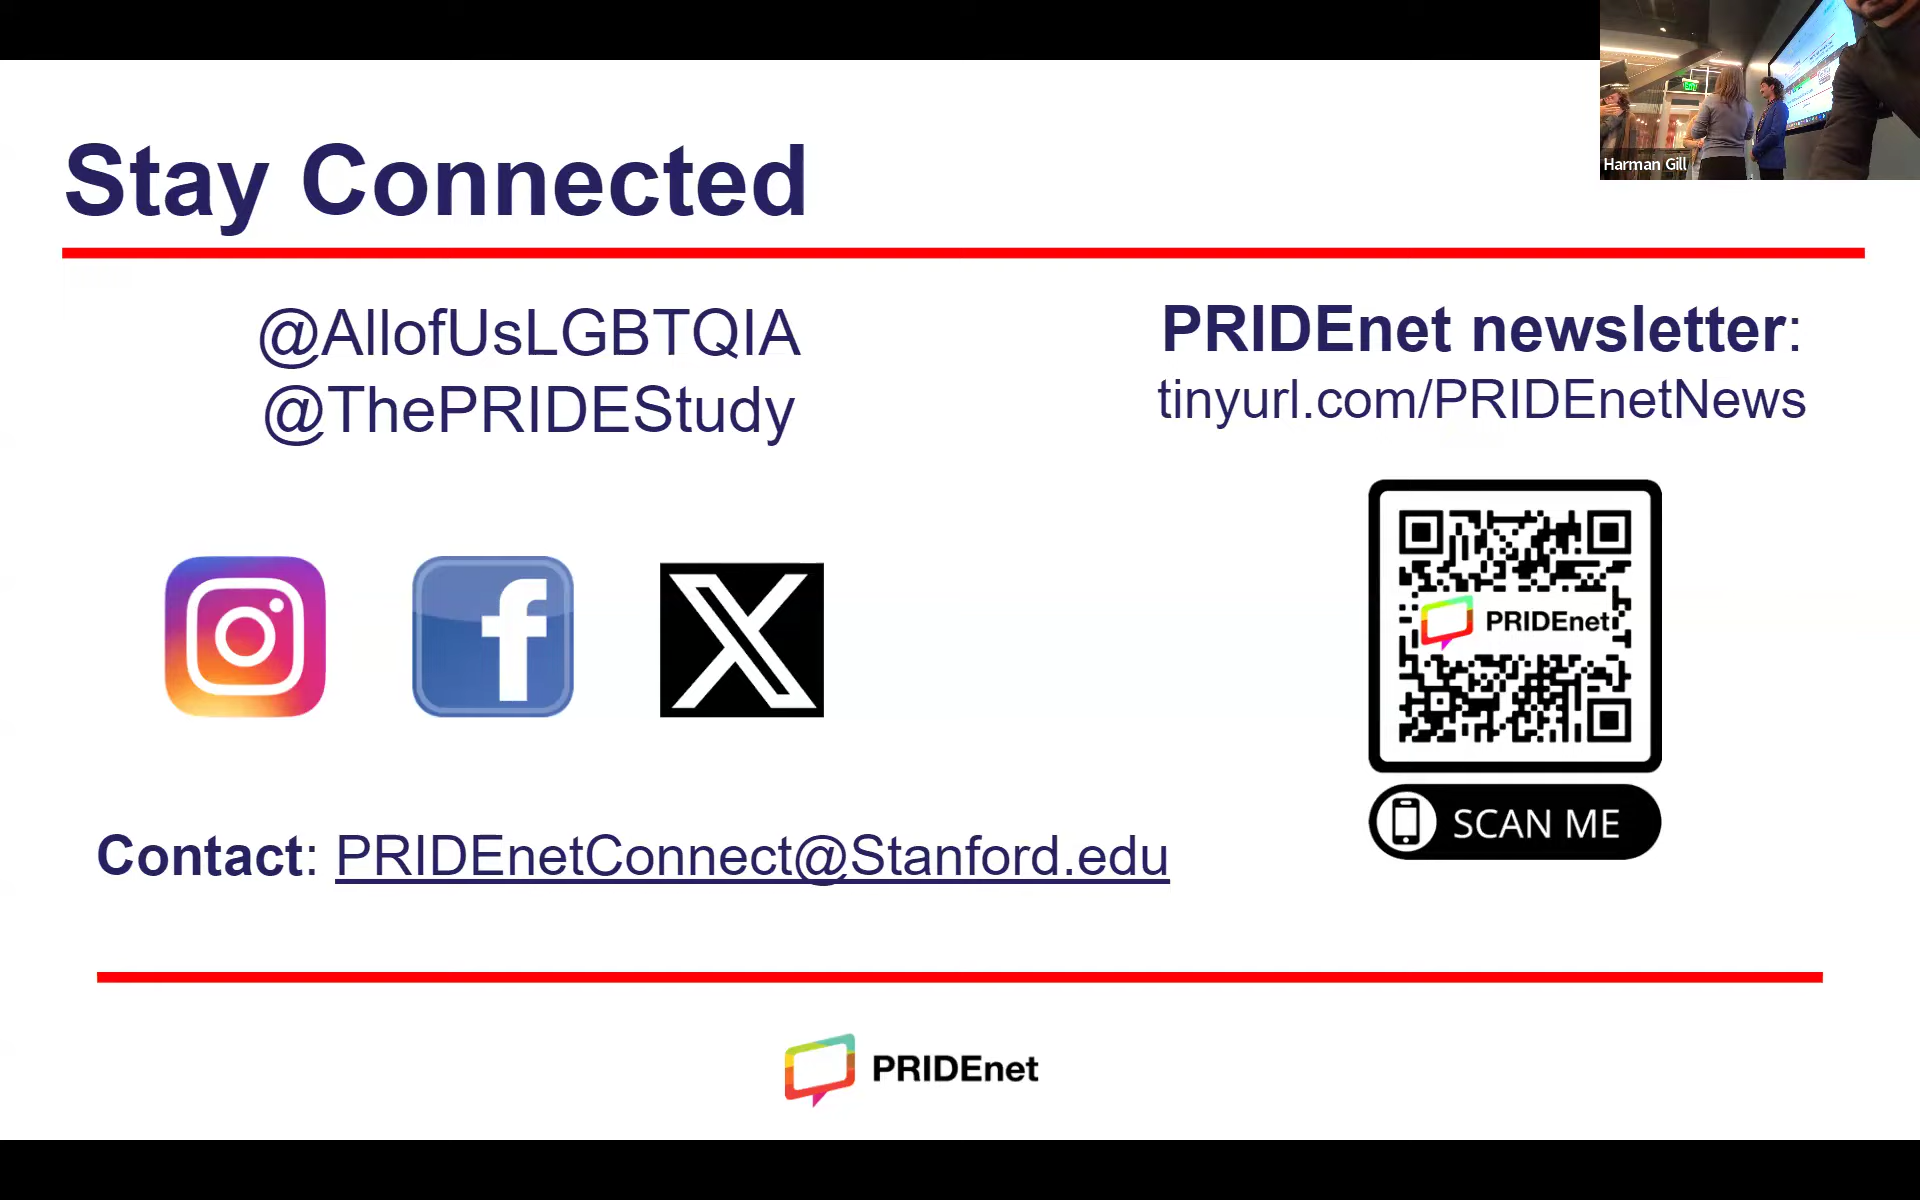 Stay Connected
Harman Gill
@AllofUsLGBTQIA
@ThePRIDEStudy
PRIDEnet newsletter:
tinyurl.com/PRIDEnetNews
PRIDEnet
SCAN ME
Contact: PRIDEnetConnect@Stanford.edu
PRIDEnet